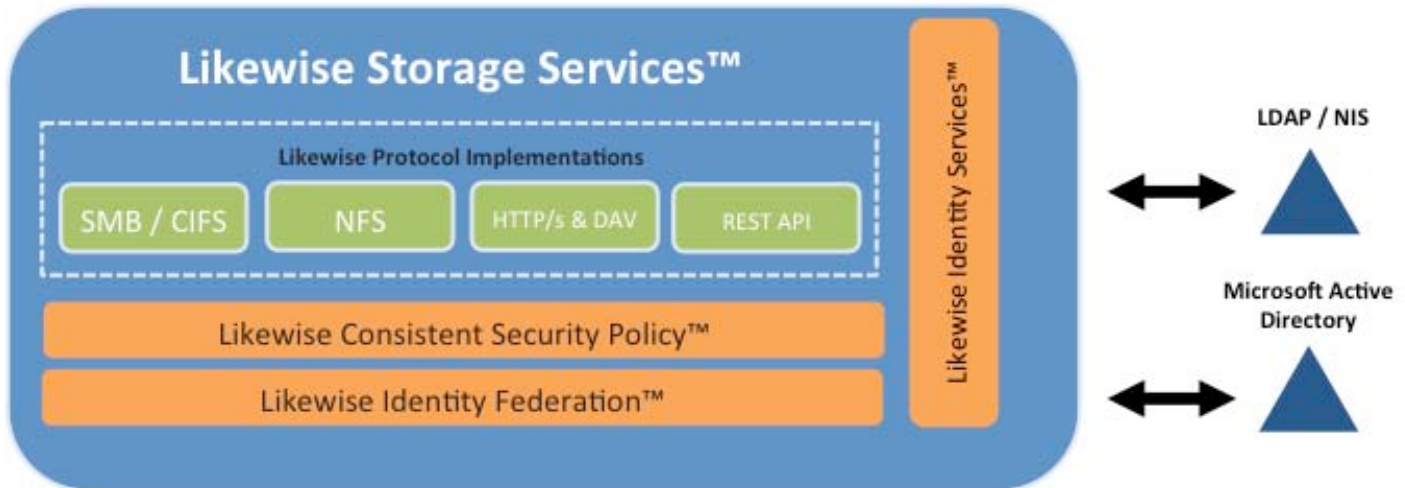 Likewise Storage Services™
Likewise Protocol Implementations
SMB / CIFS
NFS
HTTP/s & DAV
REST API
Likewise Consistent Security Policy™
Likewise Identity Federation™
Likewise Identity Services™
LDAP / NIS
Microsoft Active
Directory